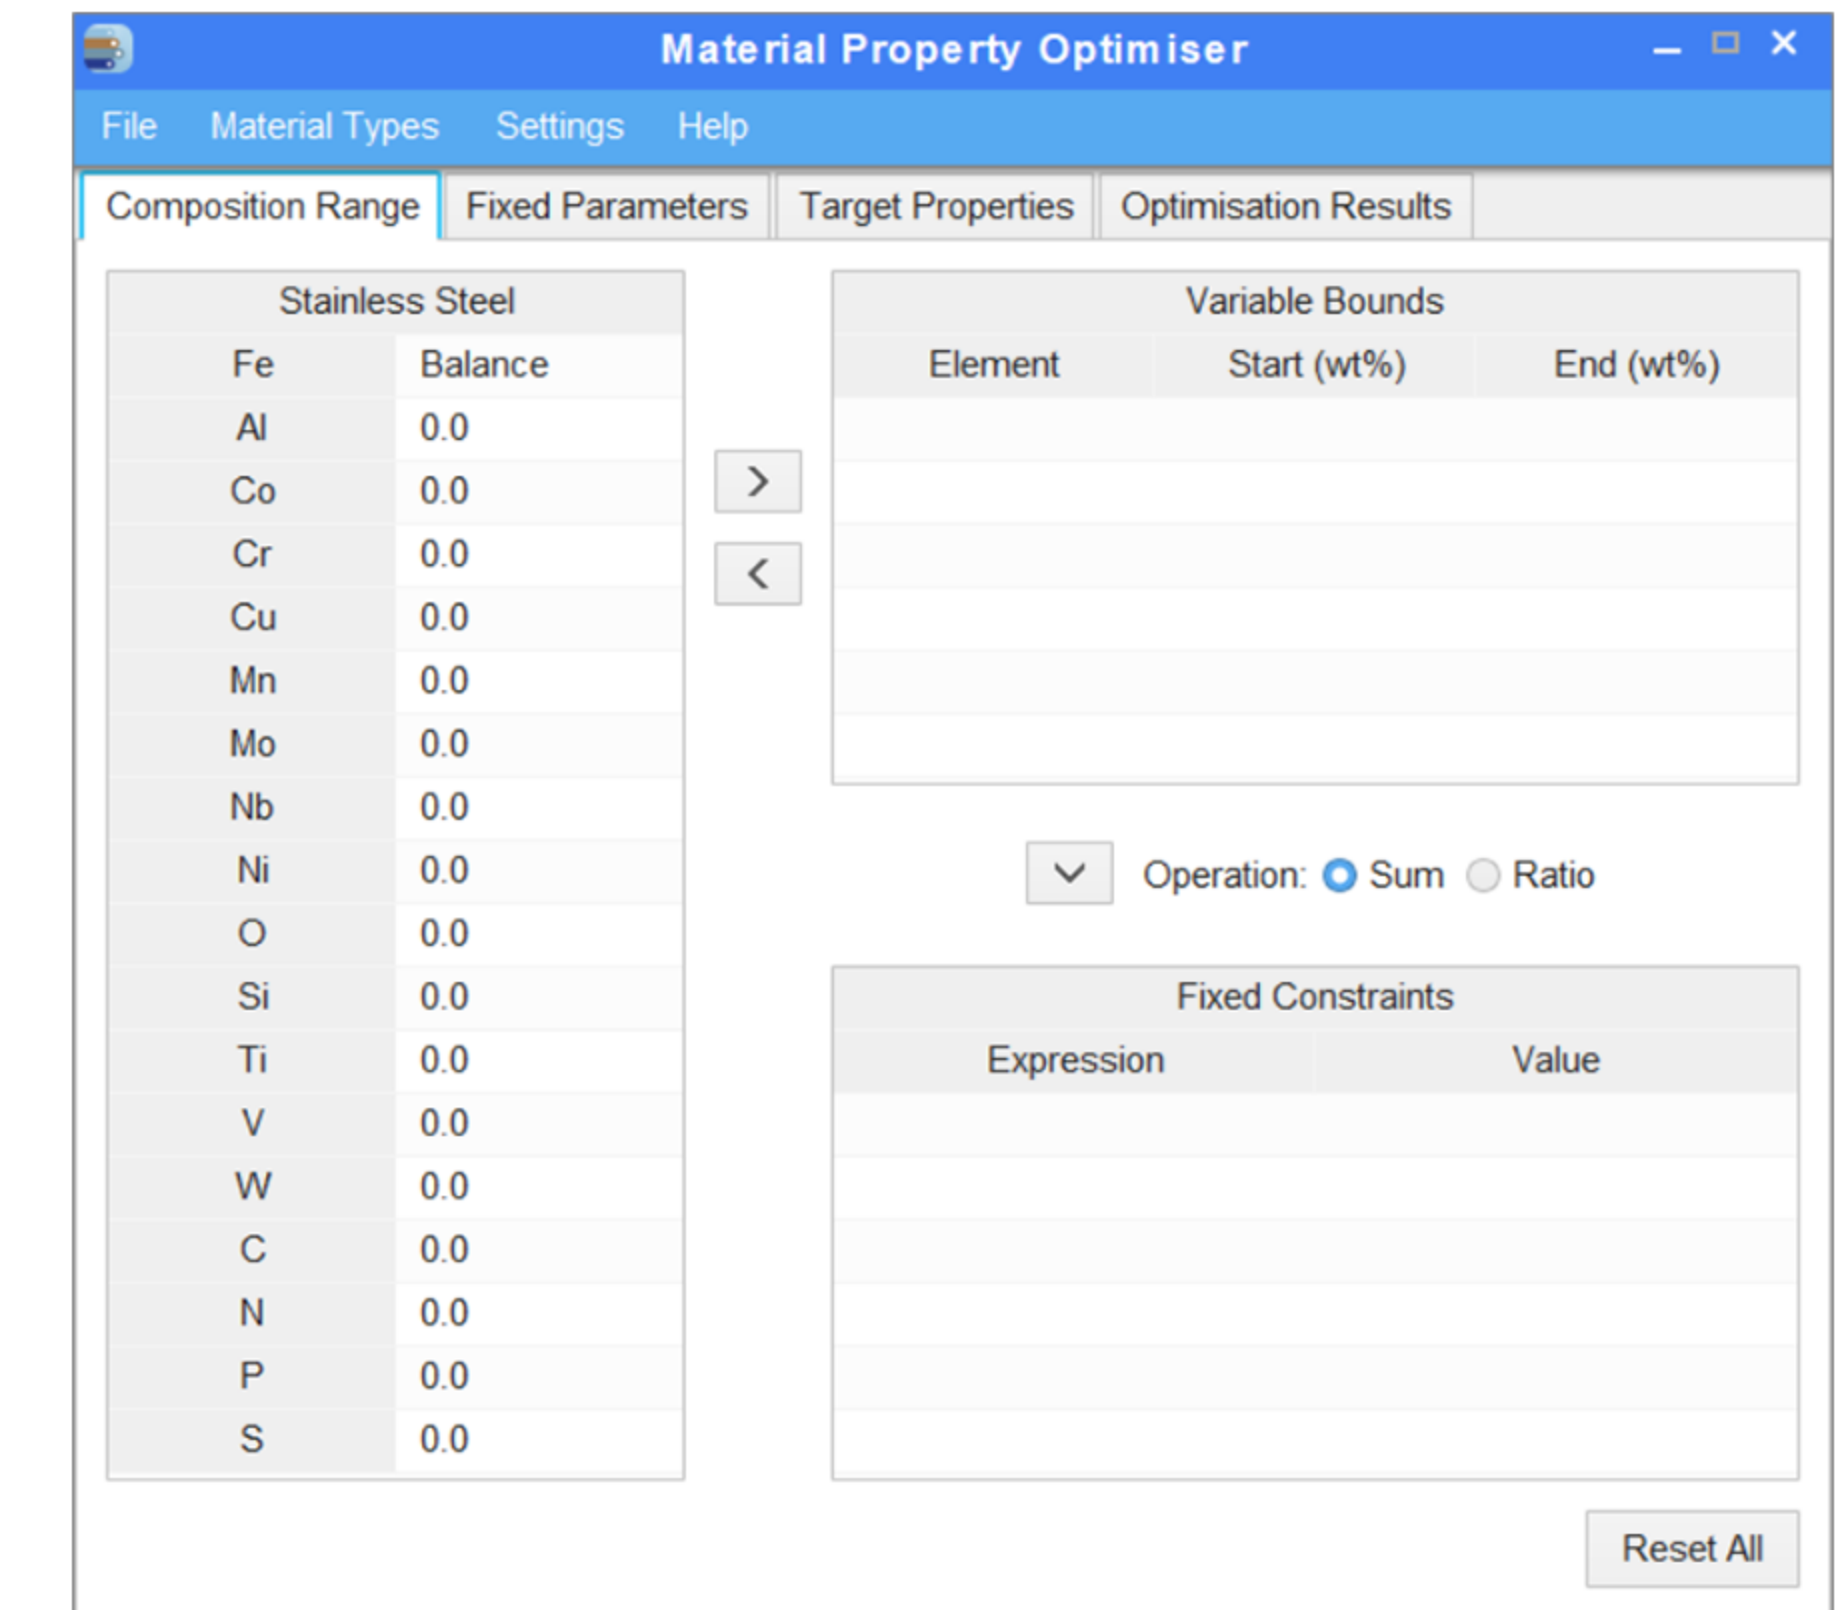 Material Property Optimiser
File Material Types Settings Help
Composition Range Fixed Parameters Target Properties Optimisation Results
Stainless Steel
Fe Balance
Al 0.0
Co 0.0
Cr 0.0
Cu 0.0
Mn 0.0
Mo 0.0
Nb 0.0
Ni 0.0
O 0.0
Si 0.0
Ti 0.0
V 0.0
W 0.0
C 0.0
N 0.0
P 0.0
S 0.0
>
<
Variable Bounds
Element Start (wt%) End (wt%)
Operation: Sum Ratio
Fixed Constraints
Expression Value
Reset All